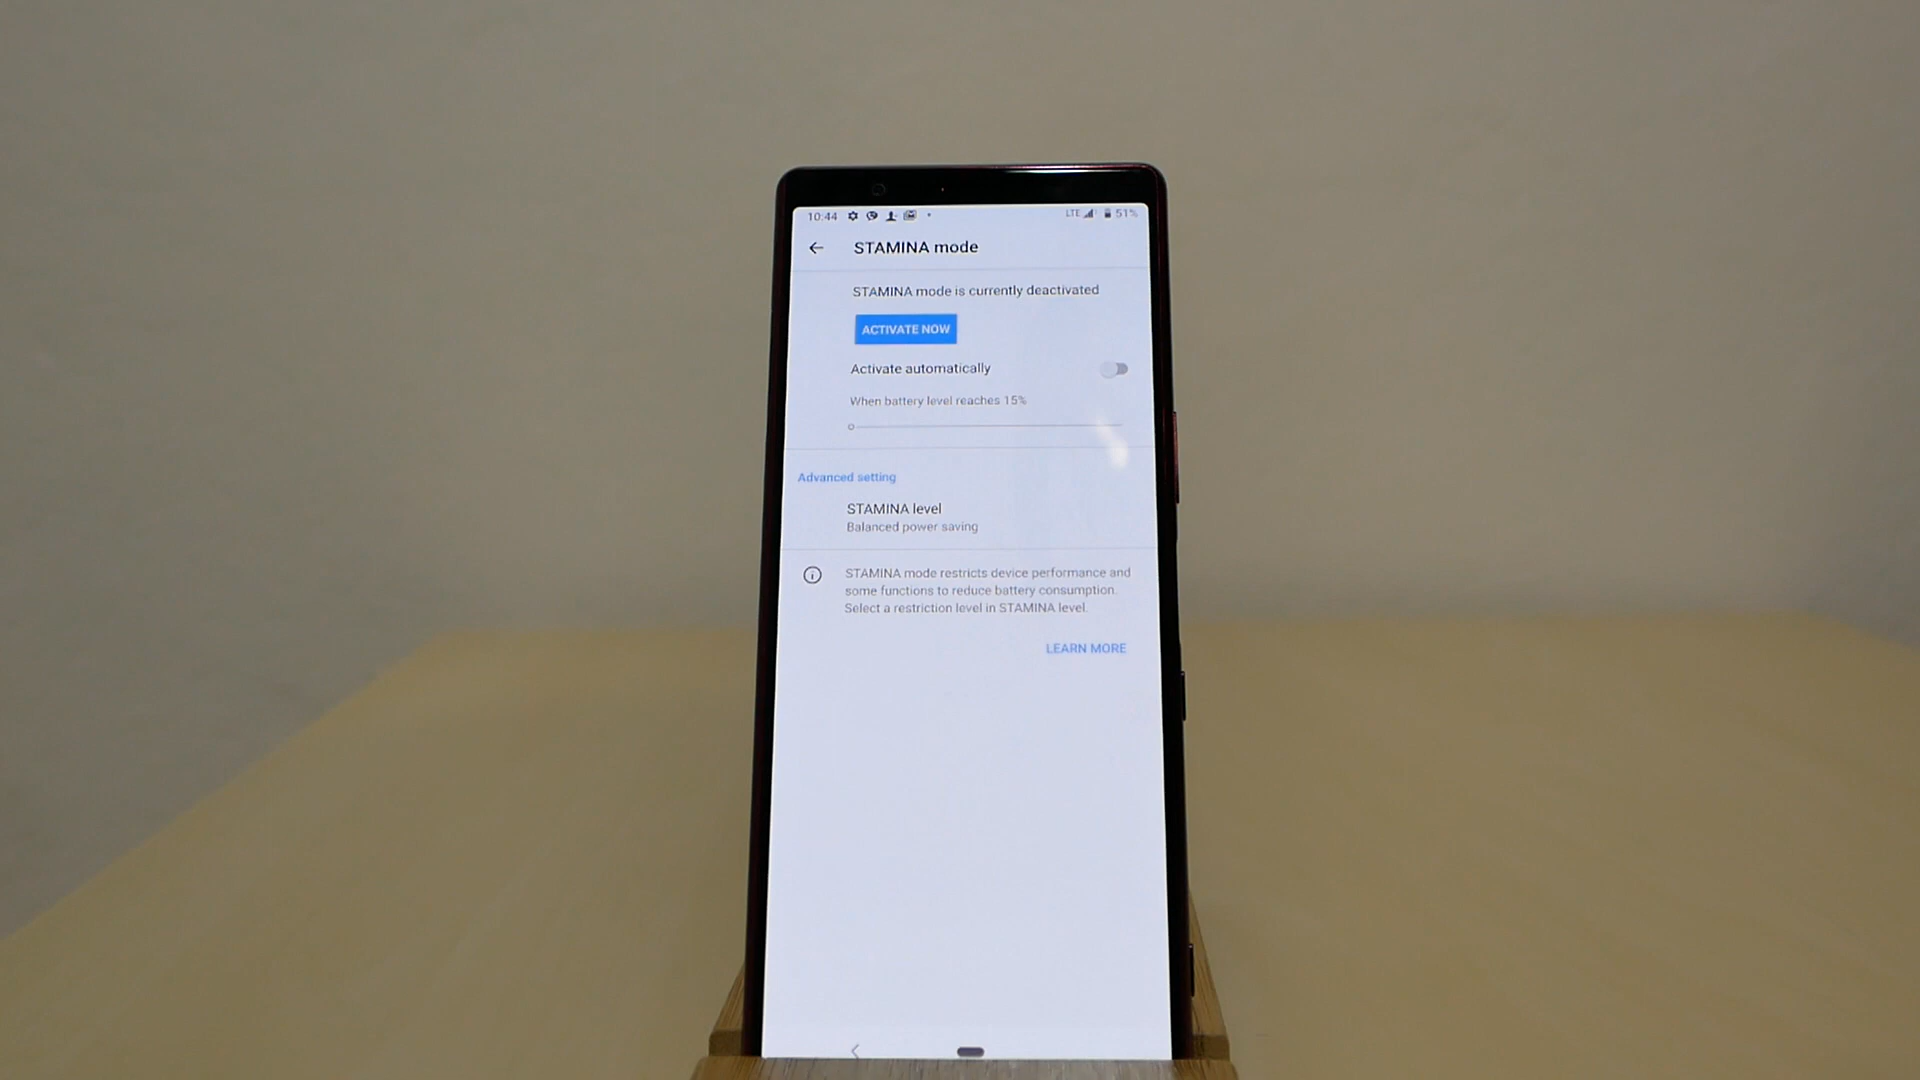 10:44 LTE 51%
STAMINA mode
STAMINA mode is currently deactivated
ACTIVATE NOW
Activate automatically
When battery level reaches 15%
Advanced setting
STAMINA level
Balanced power saving
STAMINA mode restricts device performance and
some functions to reduce battery consumption.
Select a restriction level in STAMINA level.
LEARN MORE